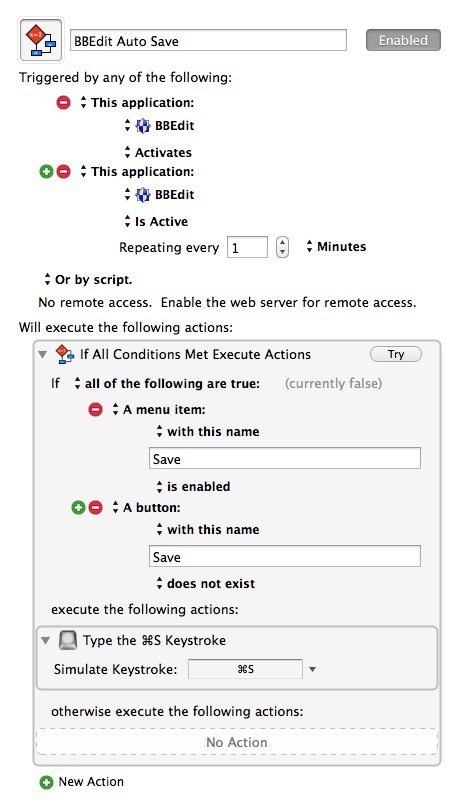 BBEdit Auto Save
Enabled
Triggered by any of the following:
This application:
BBEdit
Activates
This application:
BBEdit
Is Active
Repeating every 1 Minutes
Or by script.
No remote access. Enable the web server for remote access.
Will execute the following actions:
If All Conditions Met Execute Actions Try
If all of the following are true: (currently false)
A menu item:
with this name
Save
is enabled
A button:
with this name
Save
does not exist
execute the following actions:
Type the ⌘S Keystroke
Simulate Keystroke: ⌘S
otherwise execute the following actions:
No Action
New Action